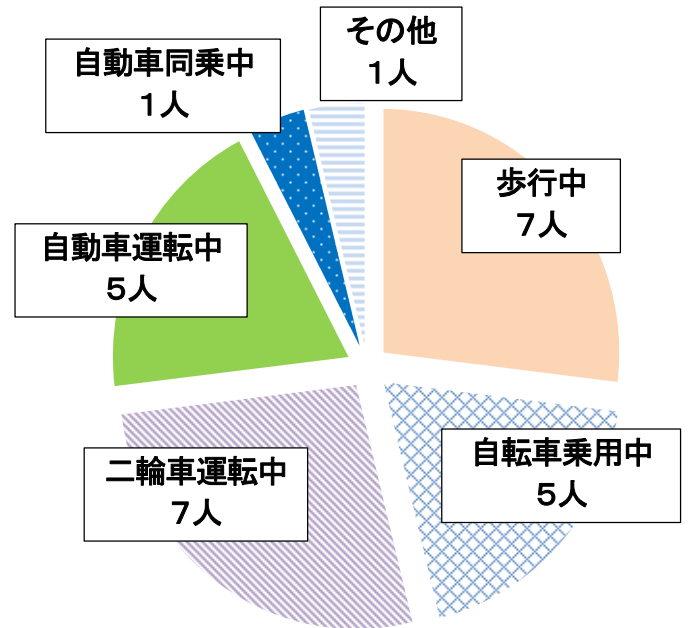 その他
1人
自動車同乗中
1人
歩行中
7人
自動車運転中
5人
自転車乗用中
5人
二輪車運転中
7人